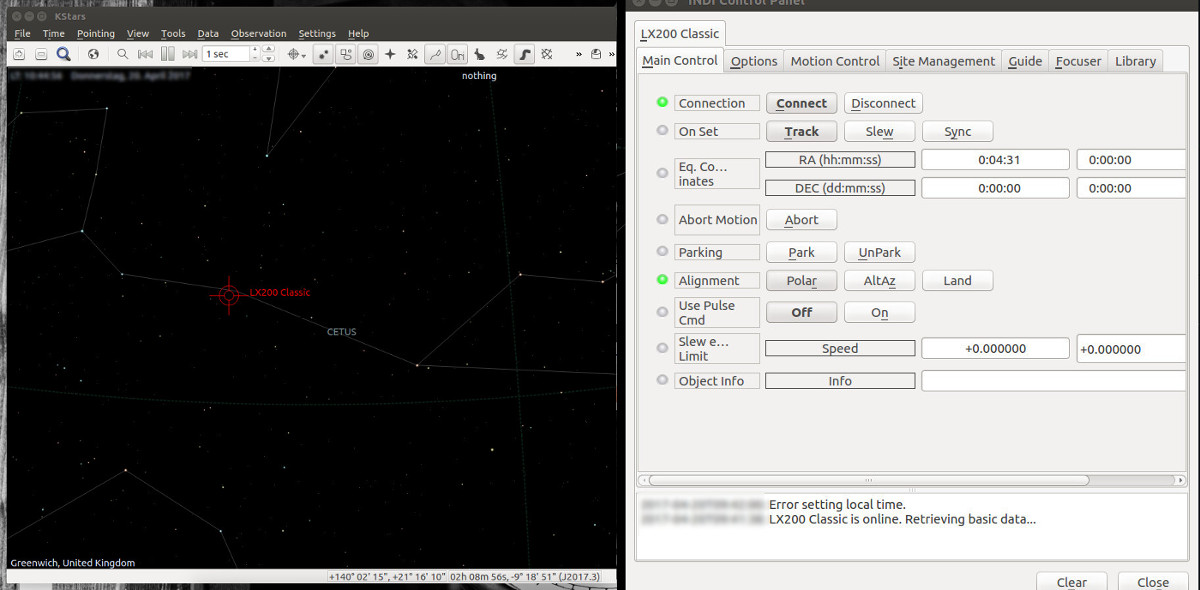 KStars
File Time Pointing View Tools Data Observation Settings Help
1 sec
» »
nothing
LX200 Classic
CETUS
Greenwich, United Kingdom
+140° 02' 15", +21° 16' 10" 02h 08m 56s, -9° 18' 51" (J2017.3)
INDI Control Panel
LX200 Classic
Main Control Options Motion Control Site Management Guide Focuser Library
Connection Connect Disconnect
On Set Track Slew Sync
Eq. Co…
inates
RA (hh:mm:ss) 0:04:31 0:00:00
DEC (dd:mm:ss) 0:00:00 0:00:00
Abort Motion Abort
Parking Park UnPark
Alignment Polar AltAz Land
Use Pulse
Cmd
Off On
Slew e…
Limit
Speed +0.000000 +0.000000
Object Info Info
Error setting local time.
LX200 Classic is online. Retrieving basic data...
Clear Close